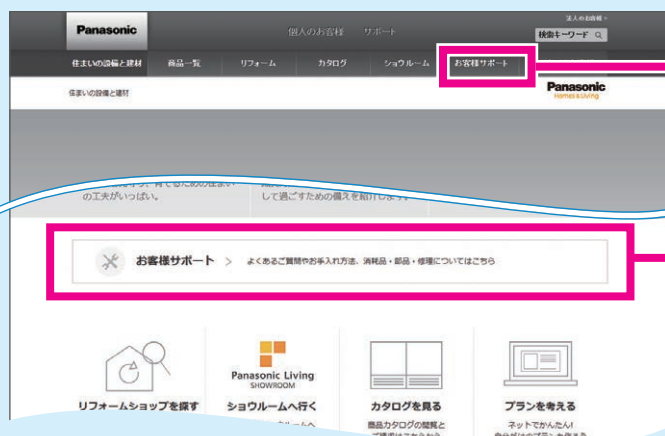 法人のお客様
Panasonic 個人のお客様 サポート 検索キーワード
住まいの設備と建材 商品一覧 リフォーム カタログ ショウルーム お客様サポート
住まいの設備と建材 Panasonic
Homes & Living
の工夫がいっぱい。 して過ごすための備えを紹介します。
お客様サポート > よくあるご質問やお手入れ方法、消耗品・部品・修理についてはこちら
Panasonic Living
SHOWROOM
リフォームショップを探す ショウルームへ行く カタログを見る プランを考える
商品カタログの閲覧と ネットでかんたん!